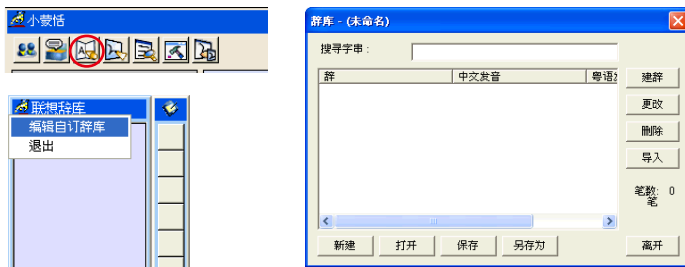 小蒙恬
联想辞库
编辑自订辞库
退出
辞库 - (未命名)
搜寻字串：
辞 中文发音 粤语发
建辞
更改
删除
导入
笔数: 0
笔
新建 打开 保存 另存为 离开